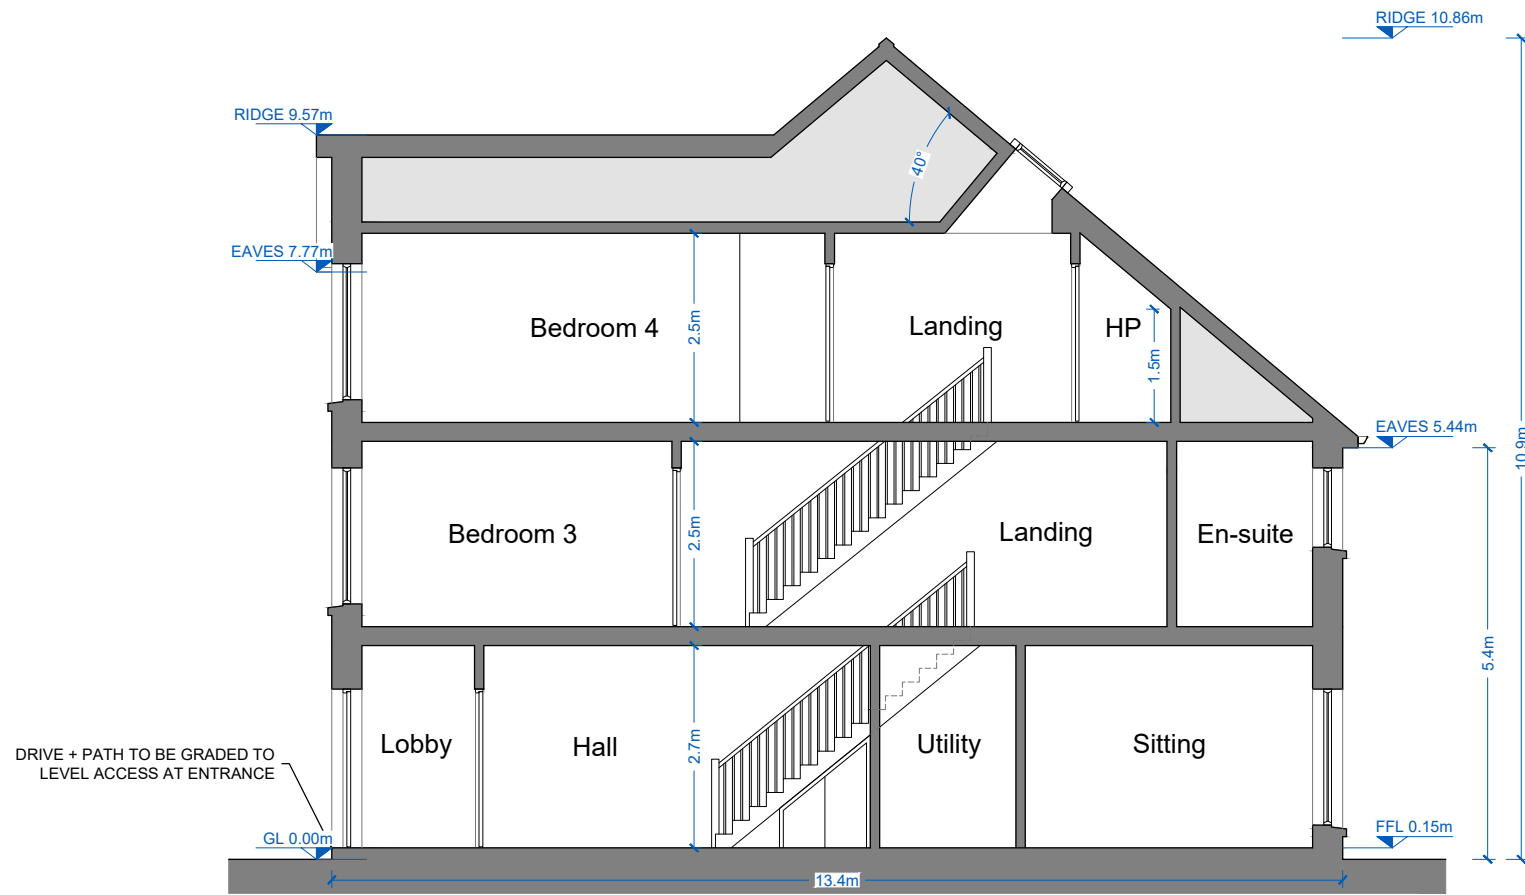 RIDGE 10.86m
RIDGE 9.57m
40°
EAVES 7.77m
Bedroom 4
2.5m
Landing
HP
1.5m
EAVES 5.44m
10.9m
Bedroom 3
2.5m
Landing
En-suite
5.4m
Lobby
Hall
2.7m
Utility
Sitting
DRIVE + PATH TO BE GRADED TO
LEVEL ACCESS AT ENTRANCE
GL 0.00m
FFL 0.15m
13.4m